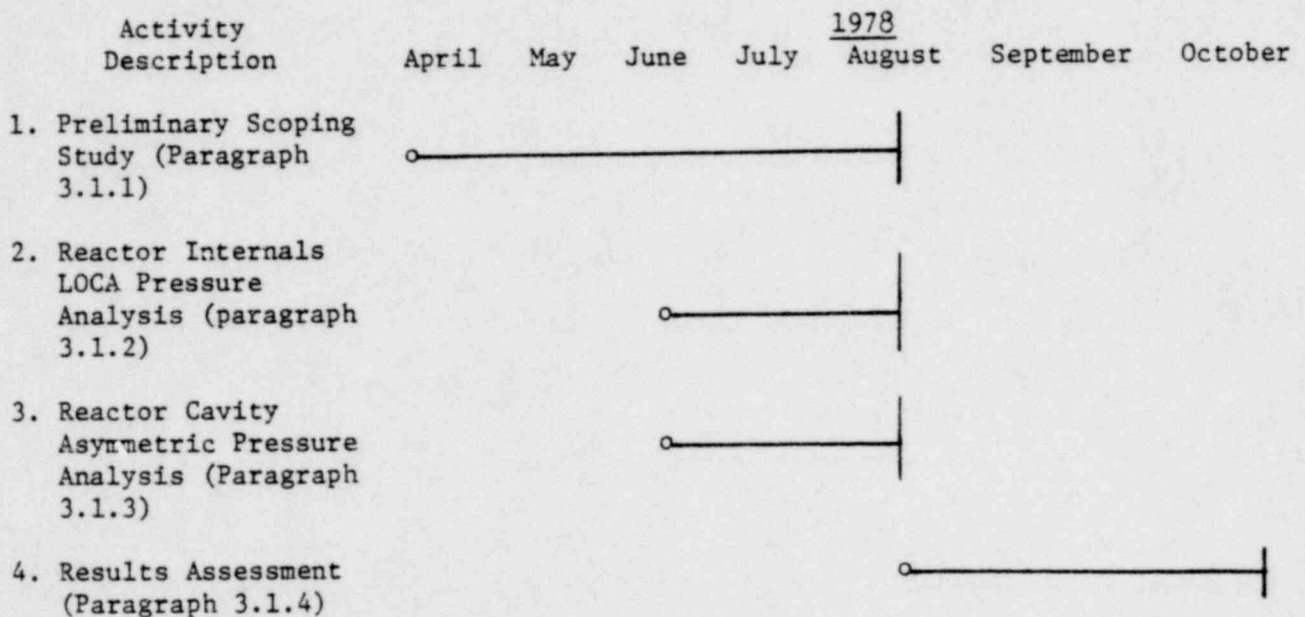 1978
Activity
Description April May June July August September October
1. Preliminary Scoping
Study (Paragraph
3.1.1)
2. Reactor Internals
LOCA Pressure
Analysis (paragraph
3.1.2)
3. Reactor Cavity
Asymmetric Pressure
Analysis (Paragraph
3.1.3)
4. Results Assessment
(Paragraph 3.1.4)